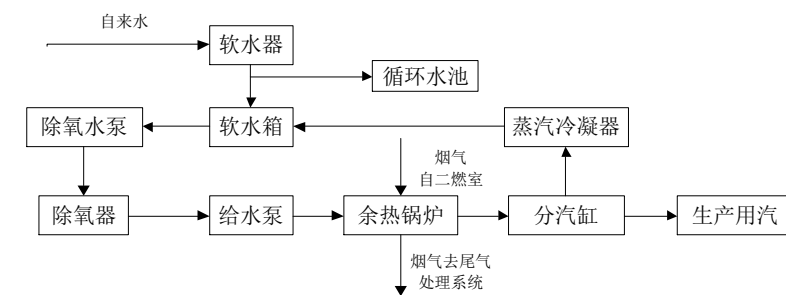 自来水
软水器
循环水池
除氧水泵
软水箱
蒸汽冷凝器
烟气
自二燃室
除氧器
给水泵
余热锅炉
分汽缸
生产用汽
烟气去尾气
处理系统